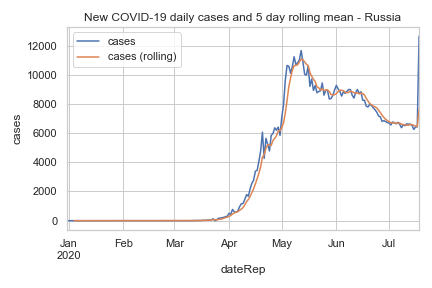 New COVID-19 daily cases and 5 day rolling mean - Russia
cases
cases (rolling)
12000
10000
8000
6000
4000
2000
0
cases
Jan Feb Mar Apr May Jun Jul
2020
dateRep